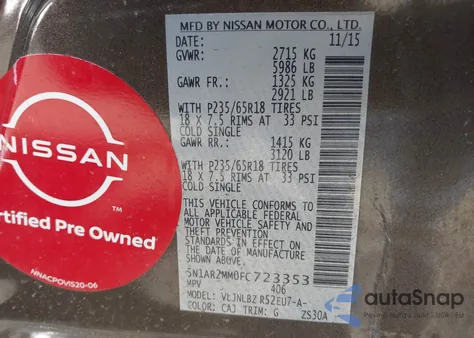 MFD BY NISSAN MOTOR CO., LTD.
DATE: 11/15
GVWR: 2715 KG
5986 LB
GAWR FR.: 1325 KG
2921 LB
WITH P235/65R18 TIRES
18 X 7.5 RIMS AT 33 PSI
COLD SINGLE
GAWR RR.: 1415 KG
3120 LB
WITH P235/65R18 TIRES
18 X 7.5 RIMS AT 33 PSI
COLD SINGLE
THIS VEHICLE CONFORMS TO
ALL APPLICABLE FEDERAL
MOTOR VEHICLE SAFETY AND
THEFT PREVENTION
STANDARDS IN EFFECT ON
THE DATE OF MANUFACTURE
SHOWN ABOVE.
5N1AR2MM0FC723353
MPV 406
MODEL: VLJNLBZ R52EU7-A-
COLOR: CAJ TRIM: G ZS30A
NISSAN
TM
ertified Pre Owned
NNACPOVIS20-06
AutoSnap